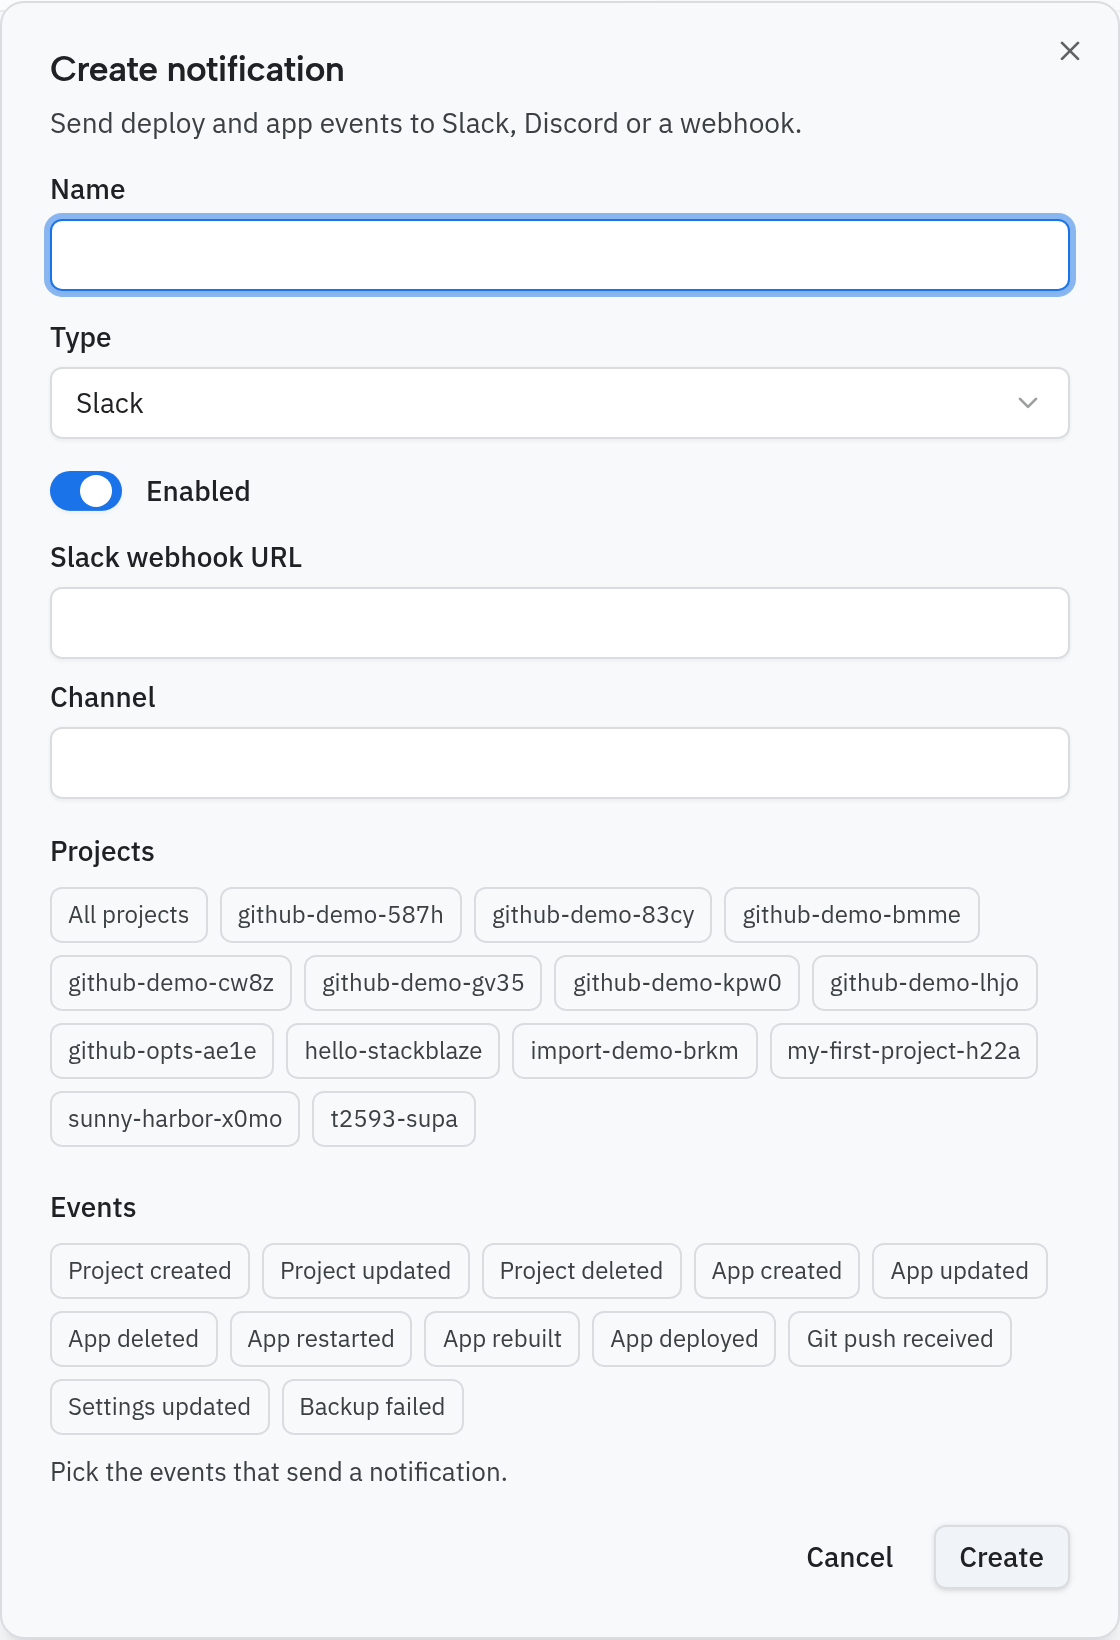 Create notification
Send deploy and app events to Slack, Discord or a webhook.
Name
Type
Slack
Enabled
Slack webhook URL
Channel
Projects
All projects github-demo-587h github-demo-83cy github-demo-bmme
github-demo-cw8z github-demo-gv35 github-demo-kpw0 github-demo-lhjo
github-opts-ae1e hello-stackblaze import-demo-brkm my-first-project-h22a
sunny-harbor-x0mo t2593-supa
Events
Project created Project updated Project deleted App created App updated
App deleted App restarted App rebuilt App deployed Git push received
Settings updated Backup failed
Pick the events that send a notification.
Cancel Create